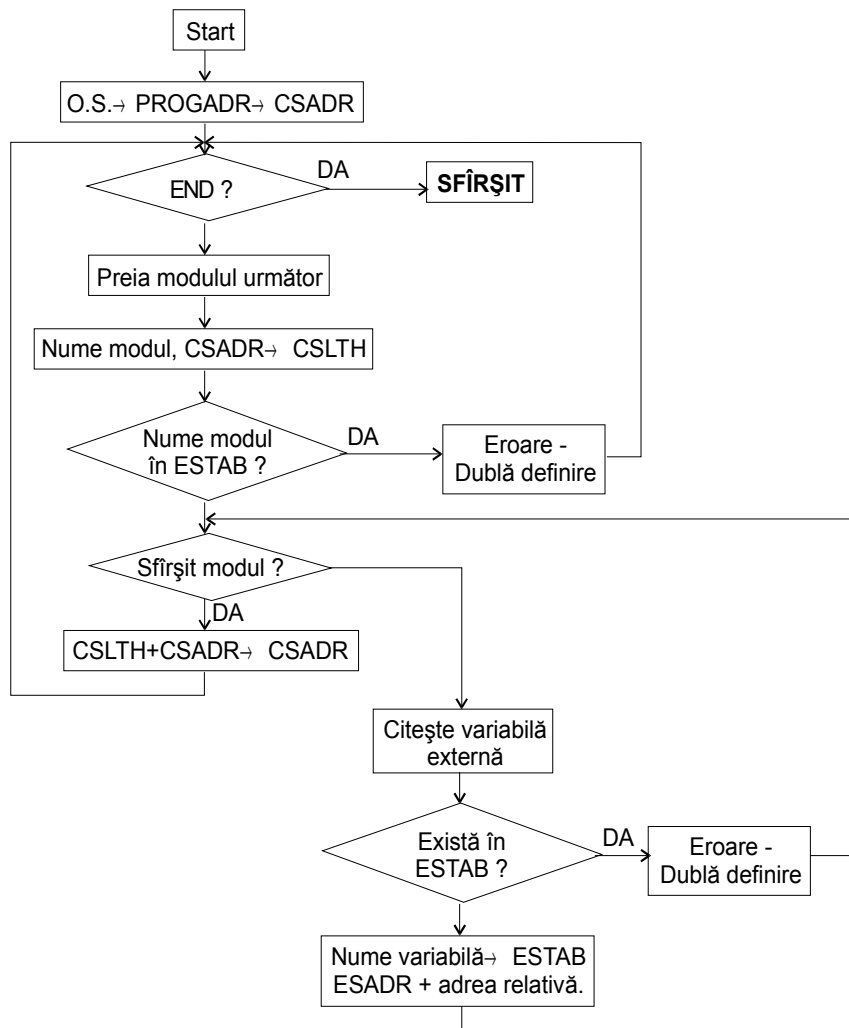 Start
O.S.→ PROGADR→ CSADR
END ?
DA
SFÎRŞIT
Preia modulul următor
Nume modul, CSADR→ CSLTH
Nume modul
în ESTAB ?
DA
Eroare -
Dublă definire
Sfîrşit modul ?
DA
CSLTH+CSADR→ CSADR
Citeşte variabilă
externă
Există în
ESTAB ?
DA
Eroare -
Dublă definire
Nume variabilă→ ESTAB
ESADR + adrea relativă.